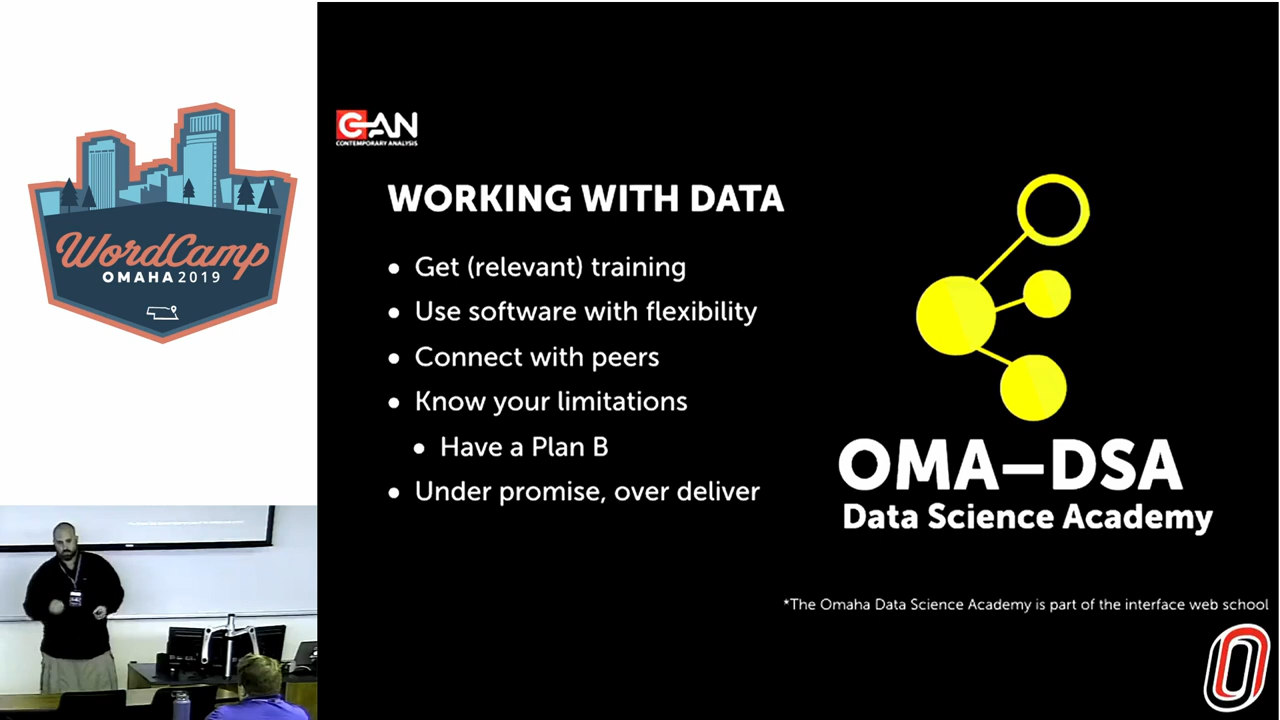 WordCamp
OMAHA 2019
CAN
CONTEMPORARY ANALYSIS
WORKING WITH DATA
• Get (relevant) training
• Use software with flexibility
• Connect with peers
• Know your limitations
• Have a Plan B
• Under promise, over deliver
OMA–DSA
Data Science Academy
*The Omaha Data Science Academy is part of the interface web school
O